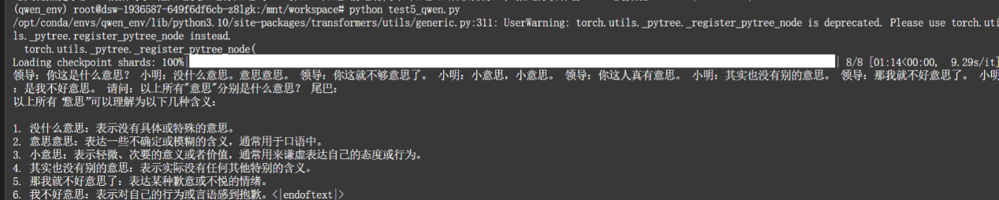 (qwen_env) root@dsw-1936587-649f6df6cb-z8lgk:/mnt/workspace# python test5_qwen.py
/opt/conda/envs/qwen_env/lib/python3.10/site-packages/transformers/utils/generic.py:311: UserWarning: torch.utils._pytree._register_pytree_node is deprecated. Please use torch.uti
ls._pytree.register_pytree_node instead.
torch.utils._pytree._register_pytree_node(
Loading checkpoint shards: 100%| | 8/8 [01:14<00:00, 9.29s/it]
领导：你这是什么意思？ 小明：没什么意思。意思意思。 领导：你这就不够意思了。 小明：小意思，小意思。 领导：你这人真有意思。 小明：其实也没有别的意思。 领导：那我就不好意思了。 小明
：是我不好意思。 请问：以上所有"意思"分别是什么意思？ 尾巴：
以上所有“意思”可以理解为以下几种含义：
1. 没什么意思：表示没有具体或特殊的意思。
2. 意思意思：表达一些不确定或模糊的含义，通常用于口语中。
3. 小意思：表示轻微、次要的意义或者价值，通常用来谦虚表达自己的态度或行为。
4. 其实也没有别的意思：表示实际没有任何其他特别的含义。
5. 那我就不好意思了：表达某种歉意或不悦的情绪。
6. 我不好意思：表示对自己的行为或言语感到抱歉。<|endoftext|>